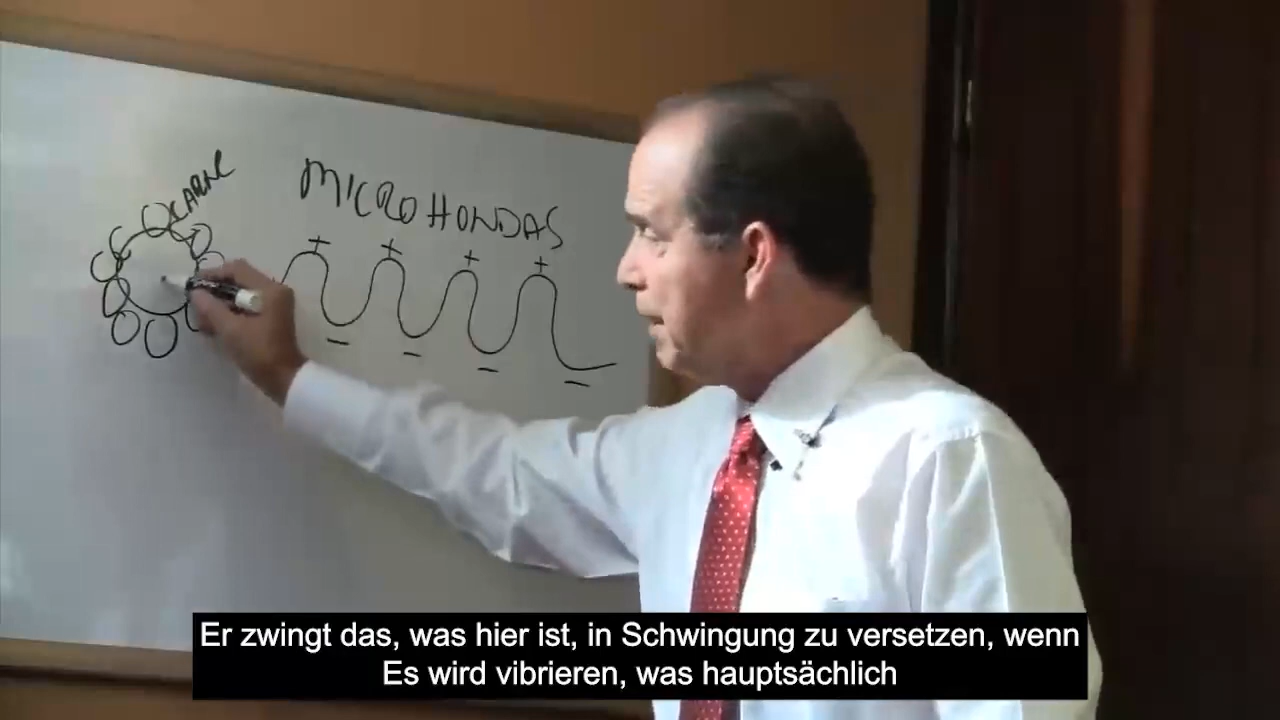 CARNE
MICROHONDAS
+ + + +
– – – –
Er zwingt das, was hier ist, in Schwingung zu versetzen, wenn
Es wird vibrieren, was hauptsächlich